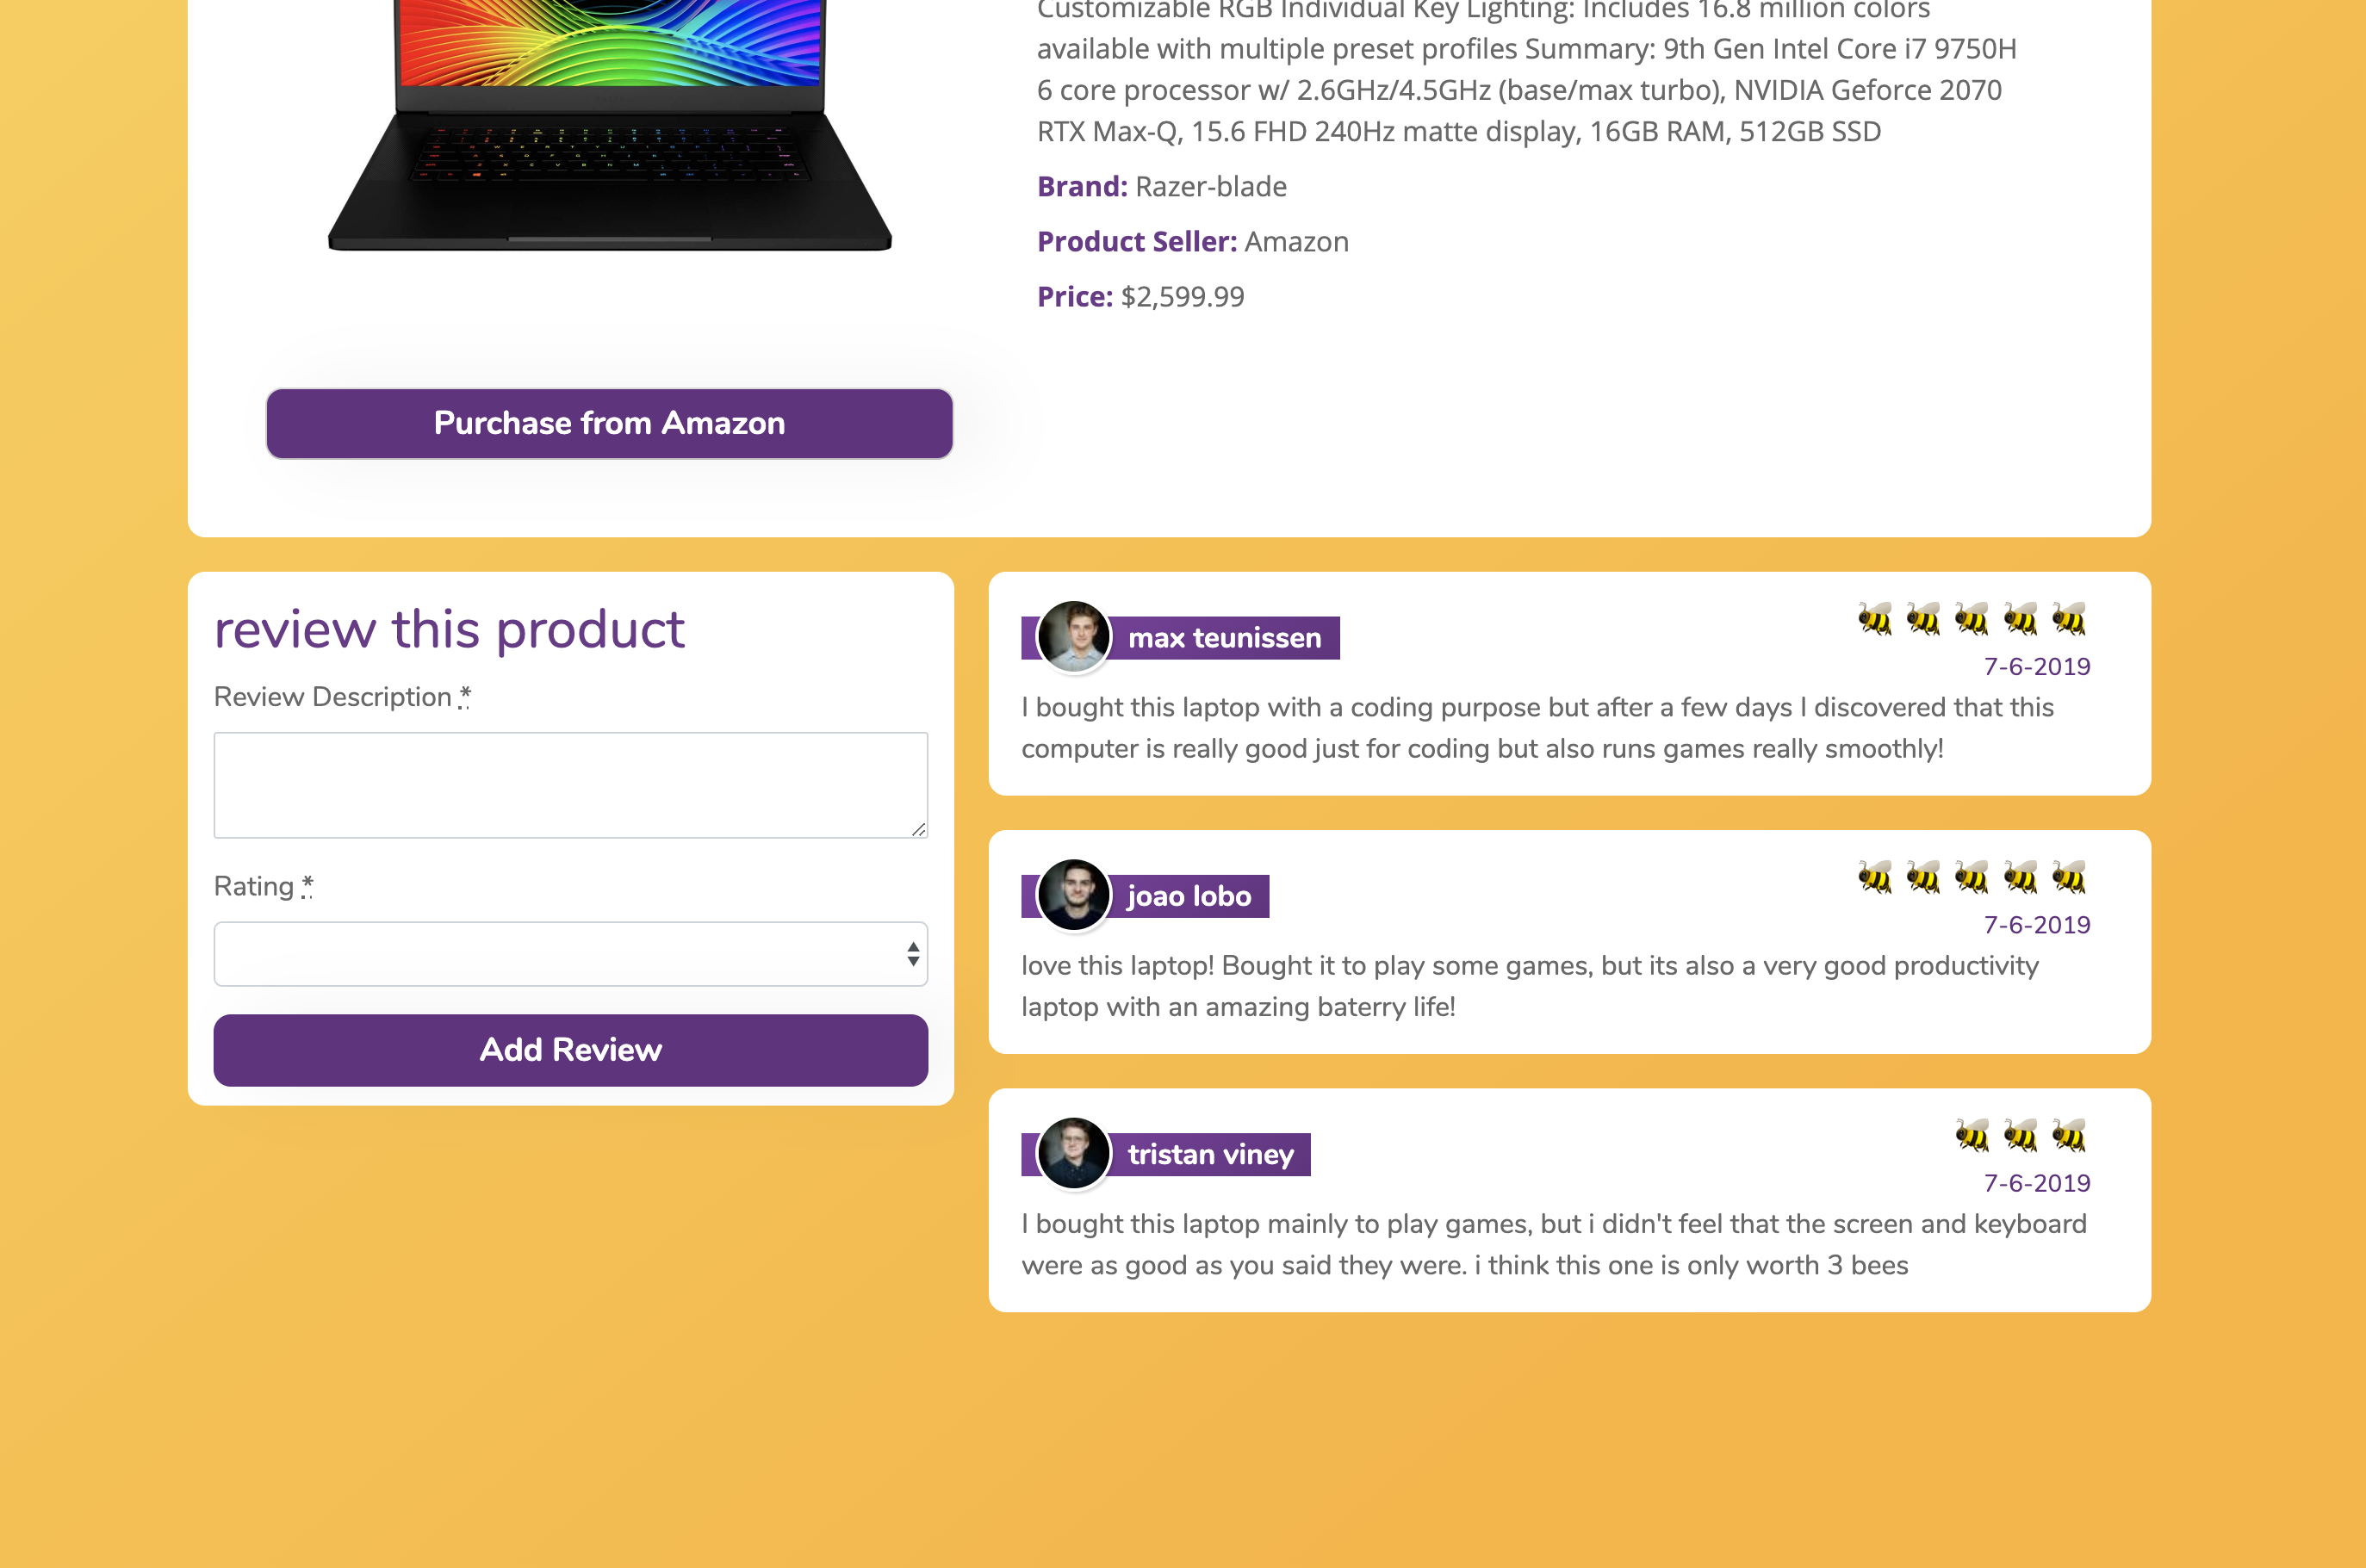 Customizable RGB Individual Key Lighting: Includes 16.8 million colors
available with multiple preset profiles Summary: 9th Gen Intel Core i7 9750H
6 core processor w/ 2.6GHz/4.5GHz (base/max turbo), NVIDIA Geforce 2070
RTX Max-Q, 15.6 FHD 240Hz matte display, 16GB RAM, 512GB SSD
Brand: Razer-blade
Product Seller: Amazon
Price: $2,599.99
Purchase from Amazon
review this product
Review Description *
Rating *
Add Review
max teunissen
7-6-2019
I bought this laptop with a coding purpose but after a few days I discovered that this
computer is really good just for coding but also runs games really smoothly!
joao lobo
7-6-2019
love this laptop! Bought it to play some games, but its also a very good productivity
laptop with an amazing baterry life!
tristan viney
7-6-2019
I bought this laptop mainly to play games, but i didn't feel that the screen and keyboard
were as good as you said they were. i think this one is only worth 3 bees